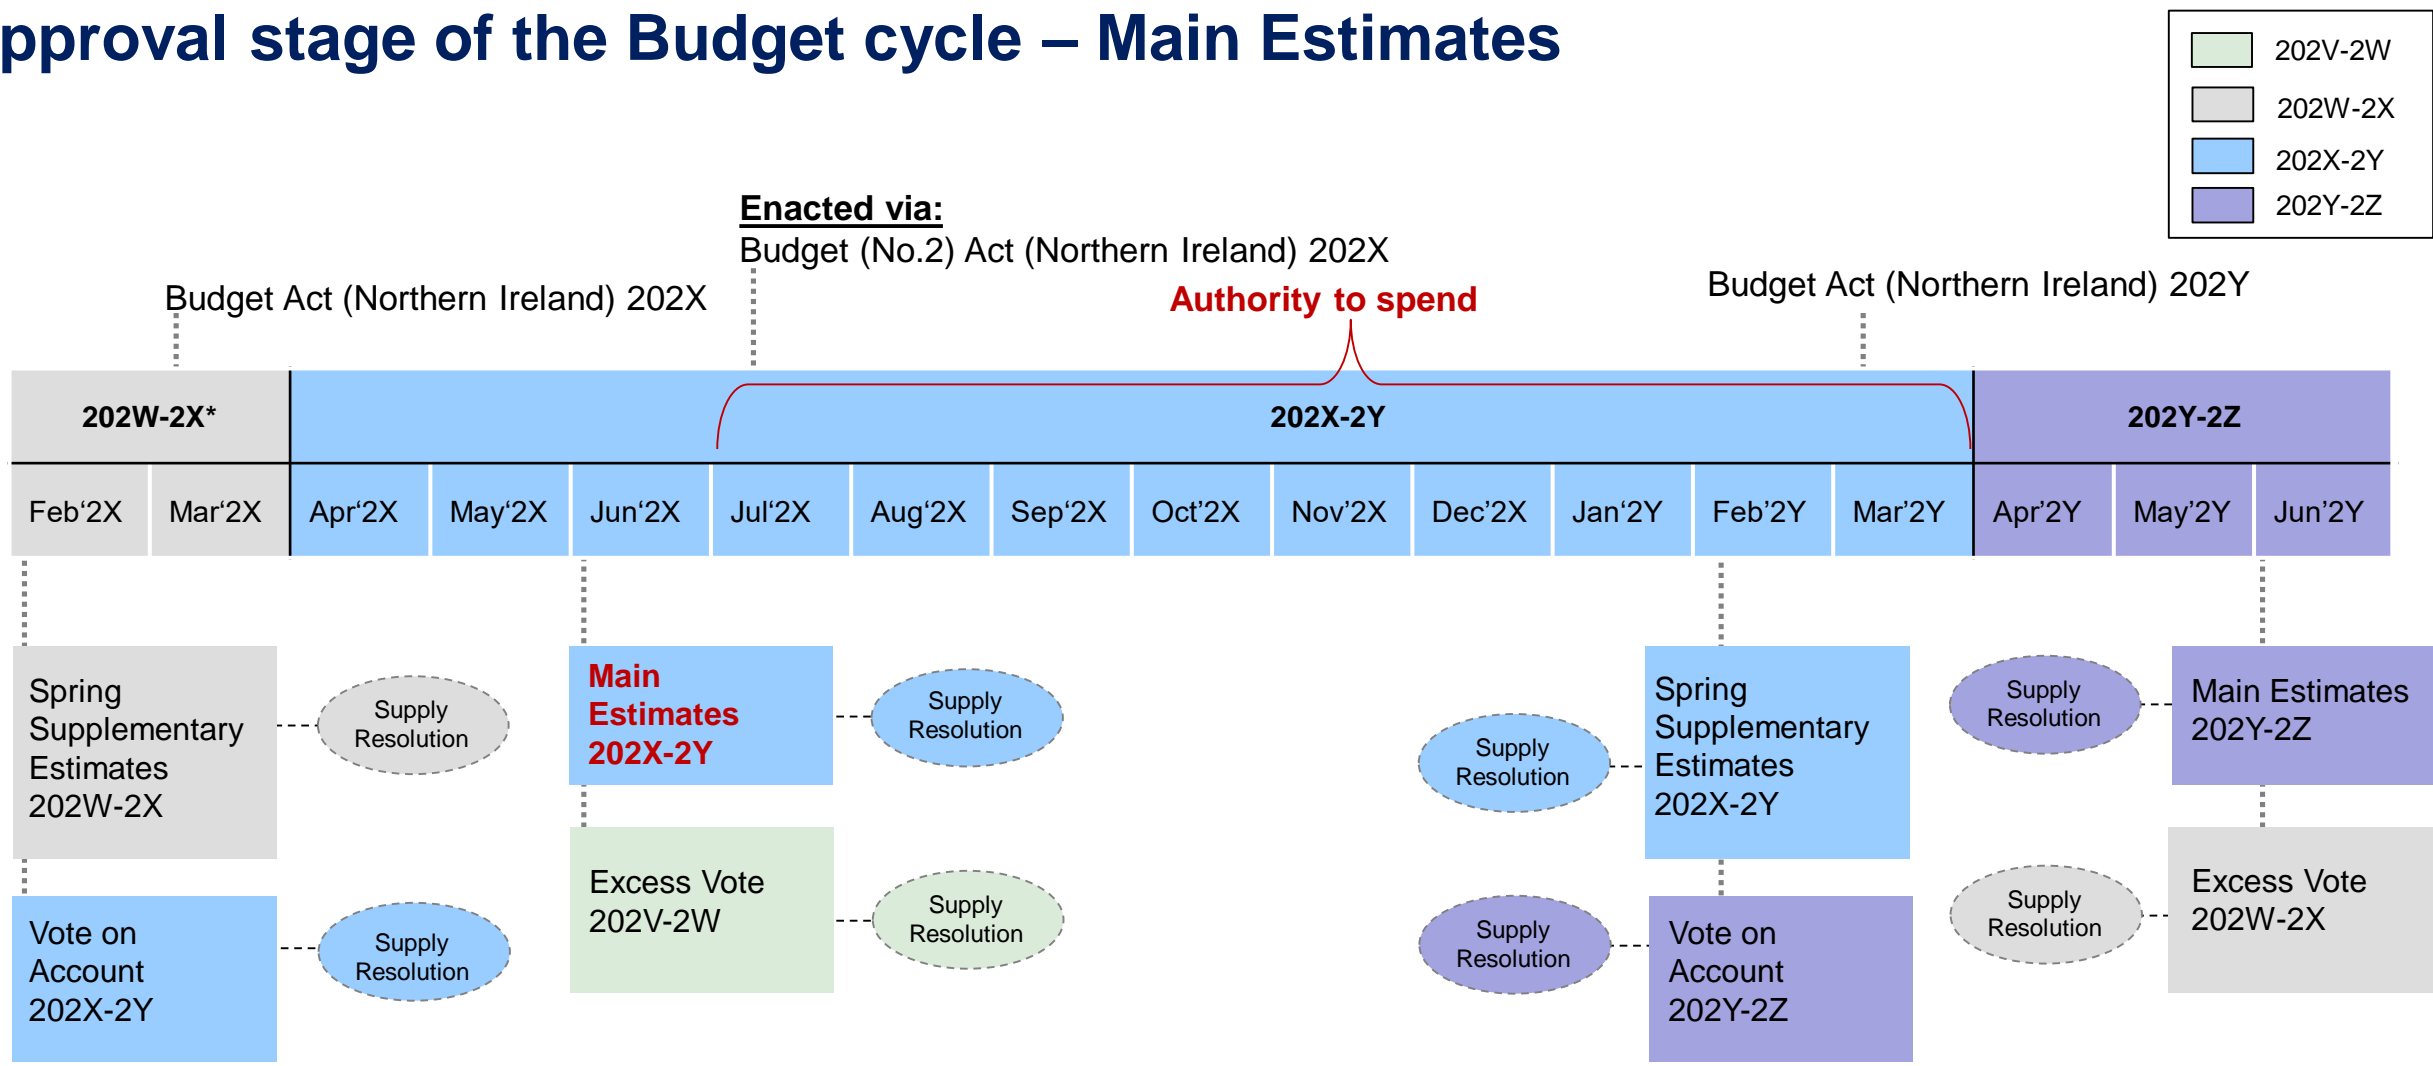 pproval stage of the Budget cycle – Main Estimates
202V-2W
202W-2X
202X-2Y
202Y-2Z
Enacted via:
Budget (No.2) Act (Northern Ireland) 202X
Budget Act (Northern Ireland) 202X
Authority to spend
Budget Act (Northern Ireland) 202Y
202W-2X*
202X-2Y
202Y-2Z
Feb‘2X
Mar‘2X
Apr‘2X
May‘2X
Jun‘2X
Jul‘2X
Aug‘2X
Sep‘2X
Oct’2X
Nov’2X
Dec’2X
Jan‘2Y
Feb’2Y
Mar’2Y
Apr’2Y
May’2Y
Jun’2Y
Spring
Supplementary
Estimates
202W-2X
Supply
Resolution
Main
Estimates
202X-2Y
Supply
Resolution
Supply
Resolution
Spring
Supplementary
Estimates
202X-2Y
Supply
Resolution
Main Estimates
202Y-2Z
Vote on
Account
202X-2Y
Supply
Resolution
Excess Vote
202V-2W
Supply
Resolution
Supply
Resolution
Vote on
Account
202Y-2Z
Supply
Resolution
Excess Vote
202W-2X